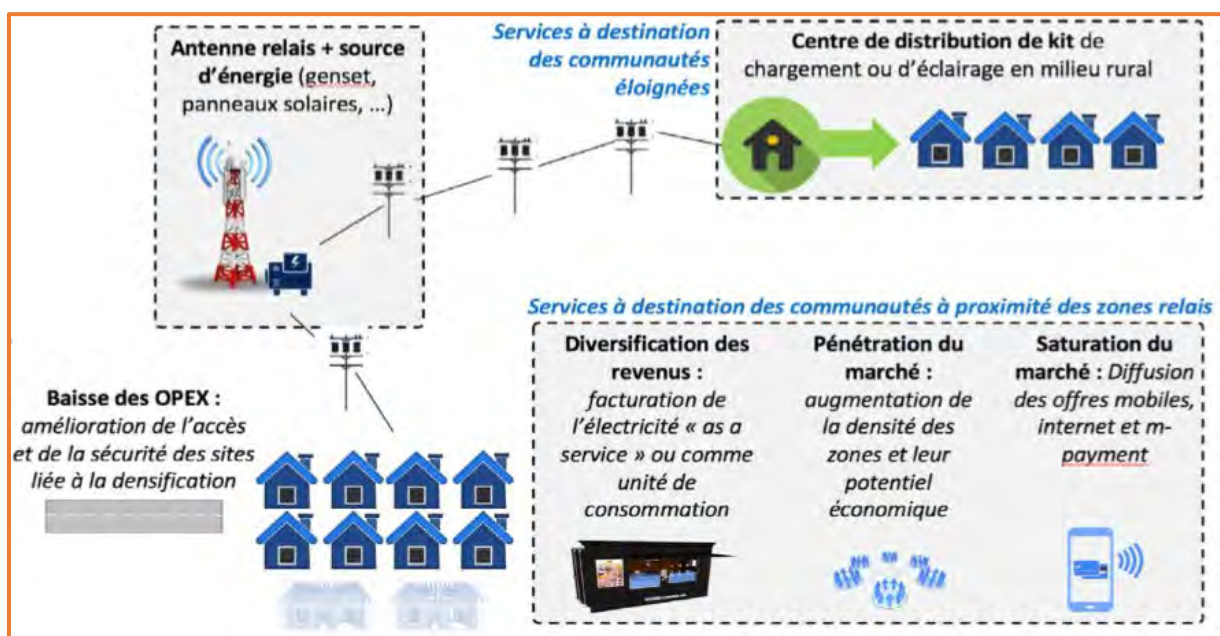 Antenne relais + source
d’énergie (genset,
panneaux solaires, ...)
Services à destination
des communautés
éloignées
Centre de distribution de kit de
chargement ou d’éclairage en milieu rural
Services à destination des communautés à proximité des zones relais
Baisse des OPEX :
amélioration de l’accès
et de la sécurité des sites
liée à la densification
Diversification des
revenus :
facturation de
l’électricité « as a
service » ou comme
unité de
consommation
Pénétration du
marché :
augmentation de
la densité des
zones et leur
potentiel
économique
Saturation du
marché : Diffusion
des offres mobiles,
internet et m-
payment